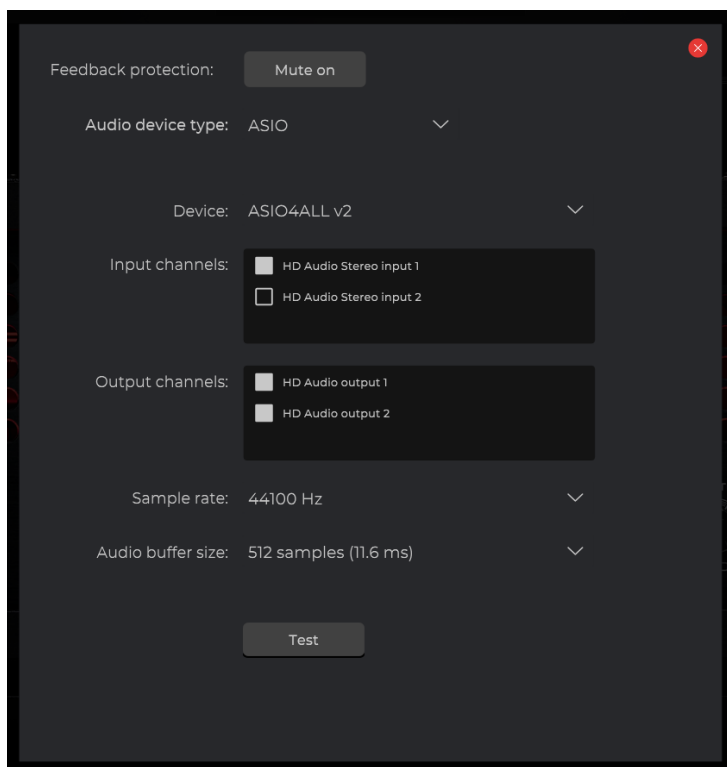 Feedback protection: Mute on
Audio device type: ASIO
Device: ASIO4ALL v2
Input channels: HD Audio Stereo input 1
HD Audio Stereo input 2
Output channels: HD Audio output 1
HD Audio output 2
Sample rate: 44100 Hz
Audio buffer size: 512 samples (11.6 ms)
Test